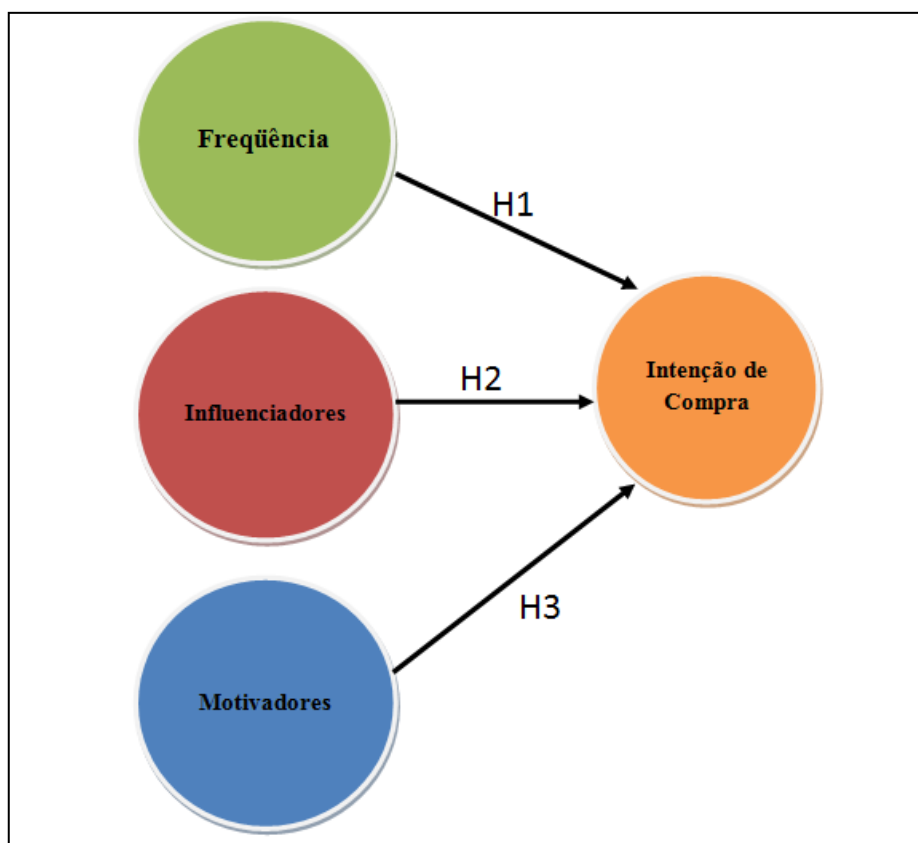 Freqüência
H1
Intenção de
Compra
H2
Influenciadores
H3
Motivadores